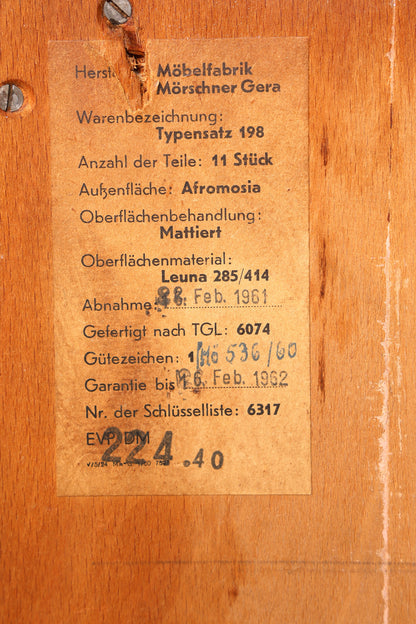 Möbelfabrik
Mörschner Gera
Warenbezeichnung:
Typensatz 198
Anzahl der Teile: 11 Stück
Außenfläche: Afromosia
Oberflächenbehandlung:
Mattiert
Oberflächenmaterial:
Leuna 285/414
Abnahme: Feb. 1961
Gefertigt nach TGL: 6074
Gütezeichen: 1 536/60
Garantie bis Feb. 1962
Nr. der Schlüsselliste: 6317
EVP DM 224.40